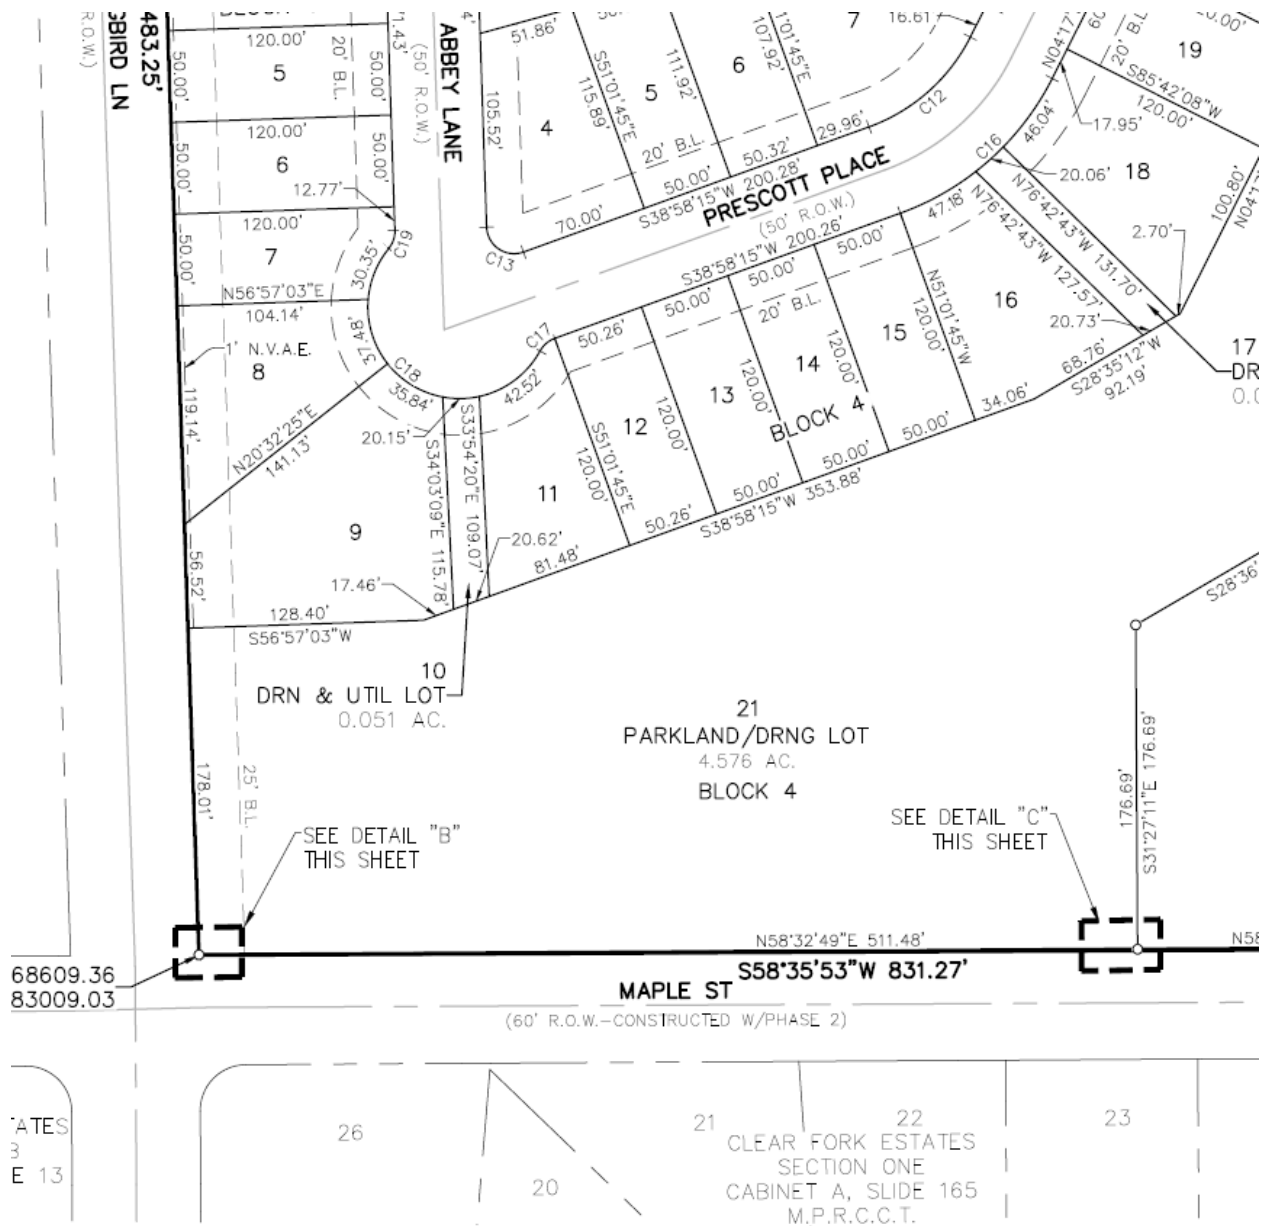 483.25'
GBIRD LN
R.O.W.)
120.00'
5
50.00'
50.00'
20' B.L.
1.43'
120.00'
6
50.00'
50.00'
12.77'
120.00'
7
50.00'
30.35'
C19
N56°57'03"E
104.14'
37.48'
1' N.V.A.E.
8
C18
35.84'
119.14'
N20°32'25"E
141.13'
20.15'
9
56.52'
17.46'
128.40'
S56°57'03"W
ABBEY LANE
(50' R.O.W.)
105.52'
51.86'
4
S51°01'45"E
115.89'
5
111.92'
6
107.92'
1°01'45"E
7
16.61'
20' B.L.
29.96'
C12
50.32'
50.00'
70.00'
S38°58'15"W 200.28'
C13
PRESCOTT PLACE
(50' R.O.W.)
S38°58'15"W 200.26'
N04°17'
20' B.L.
19
S85°42'08"W
120.00'
17.95'
46.04'
C16
20.06'
18
N76°42'43"W 131.70'
N76°42'43"W 127.57'
100.80'
N04°1
2.70'
47.18'
50.00'
50.00'
20' B.L.
50.00'
50.26'
C17
42.52'
16
N51°01'45"W
120.00'
15
120.00'
14
120.00'
13
120.00'
12
S51°01'45"E
120.00'
11
20.73'
68.76'
S28°35'12"W
92.19'
17
DR
34.06'
50.00'
50.00'
50.00'
50.26'
BLOCK 4
S38°58'15"W 353.88'
81.48'
20.62'
S33°54'20"E 109.07'
S34°03'09"E 115.78'
10
DRN & UTIL LOT
0.051 AC.
21
PARKLAND/DRNG LOT
4.576 AC.
BLOCK 4
S28°36'
176.69'
S31°27'11"E 176.69'
178.01'
25' B.L.
SEE DETAIL "B"
THIS SHEET
SEE DETAIL "C"
THIS SHEET
N58°32'49"E 511.48'
N58
S58°35'53"W 831.27'
68609.36
83009.03
MAPLE ST
(60' R.O.W.-CONSTRUCTED W/PHASE 2)
26
20
21
22
23
CLEAR FORK ESTATES
SECTION ONE
CABINET A, SLIDE 165
M.P.R.C.C.T.
TATES
E 13